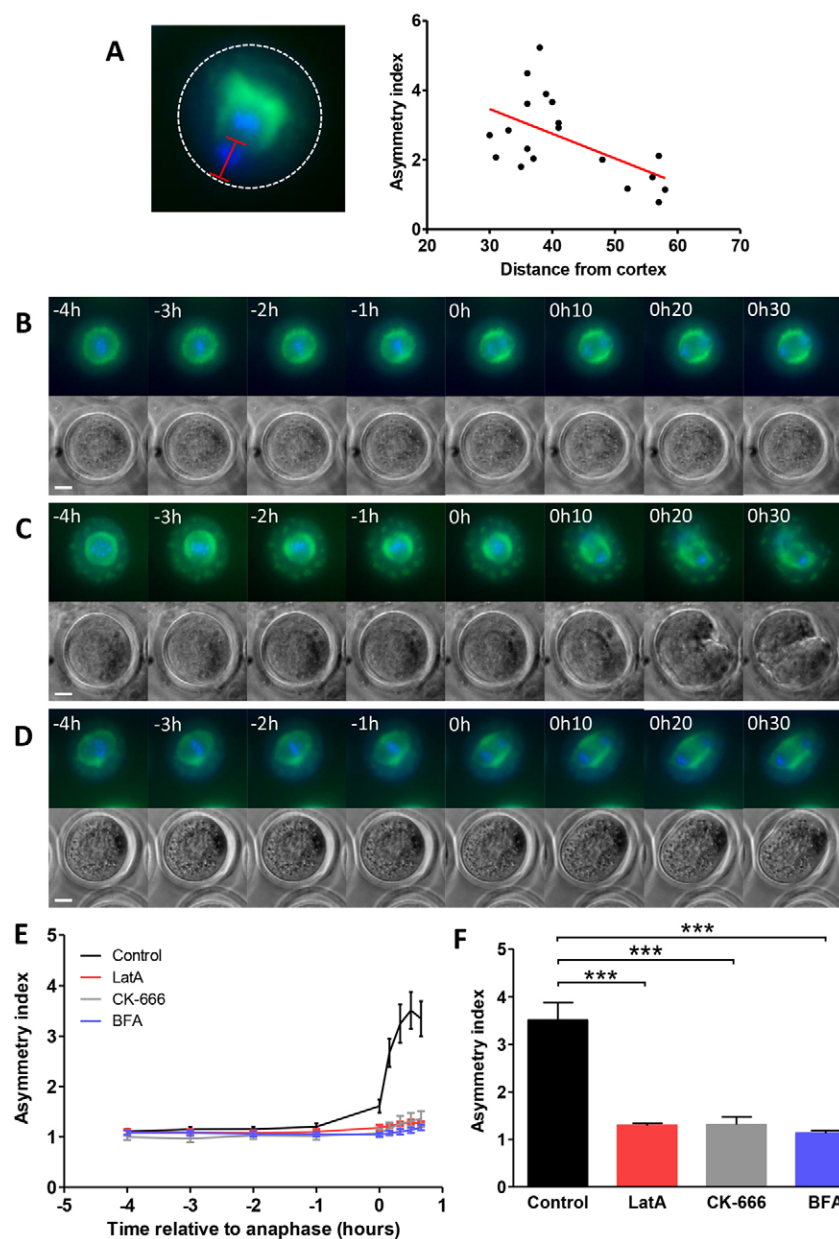 A
Asymmetry index
6
4
2
0
20 30 40 50 60 70
Distance from cortex
B
-4h -3h -2h -1h 0h 0h10 0h20 0h30
C
-4h -3h -2h -1h 0h 0h10 0h20 0h30
D
-4h -3h -2h -1h 0h 0h10 0h20 0h30
E
Asymmetry index
5
4
3
2
1
0
Control
LatA
CK-666
BFA
-5 -4 -3 -2 -1 0 1
Time relative to anaphase (hours)
F
Asymmetry index
5
4
3
2
1
0
***
***
***
Control LatA CK-666 BFA